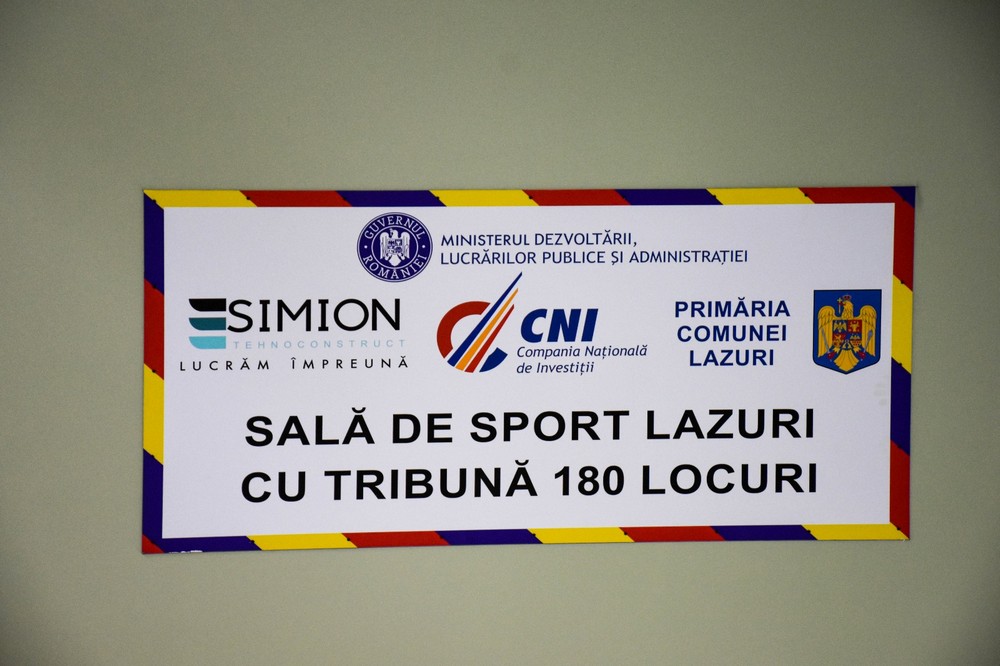 GUVERNUL ROMÂNIEI
MINISTERUL DEZVOLTĂRII,
LUCRĂRILOR PUBLICE ȘI ADMINISTRAȚIEI
SIMION
TEHNOCONSTRUCT
LUCRĂM ÎMPREUNĂ
CNI
Compania Națională
de Investiții
PRIMĂRIA
COMUNEI
LAZURI
SALĂ DE SPORT LAZURI
CU TRIBUNĂ 180 LOCURI